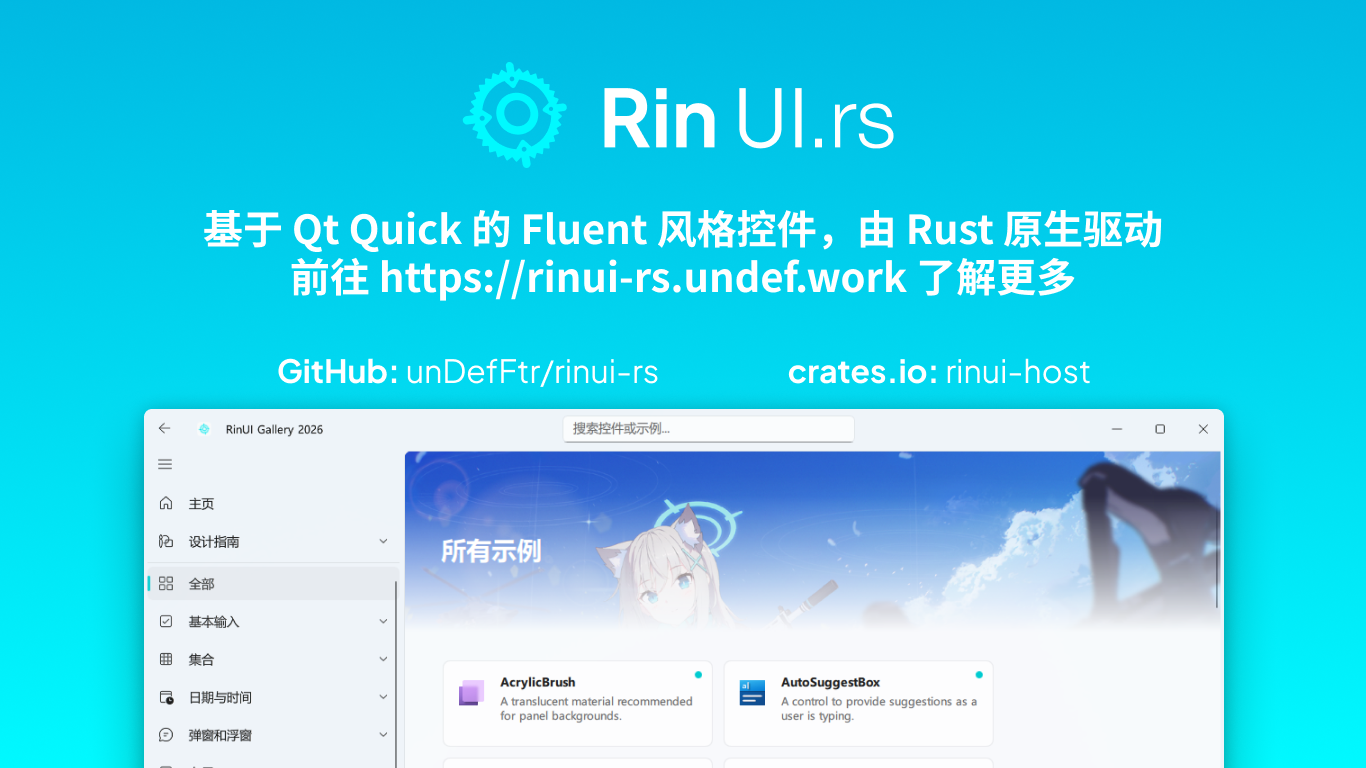 Rin UI.rs
基于 Qt Quick 的 Fluent 风格控件，由 Rust 原生驱动
前往 https://rinui-rs.undef.work 了解更多
GitHub: unDefFtr/rinui-rs
crates.io: rinui-host
RinUI Gallery 2026
搜索控件或示例...
主页
设计指南
全部
基本输入
集合
日期与时间
弹窗和浮窗
所有示例
AcrylicBrush
A translucent material recommended
for panel backgrounds.
AutoSuggestBox
A control to provide suggestions as a
user is typing.